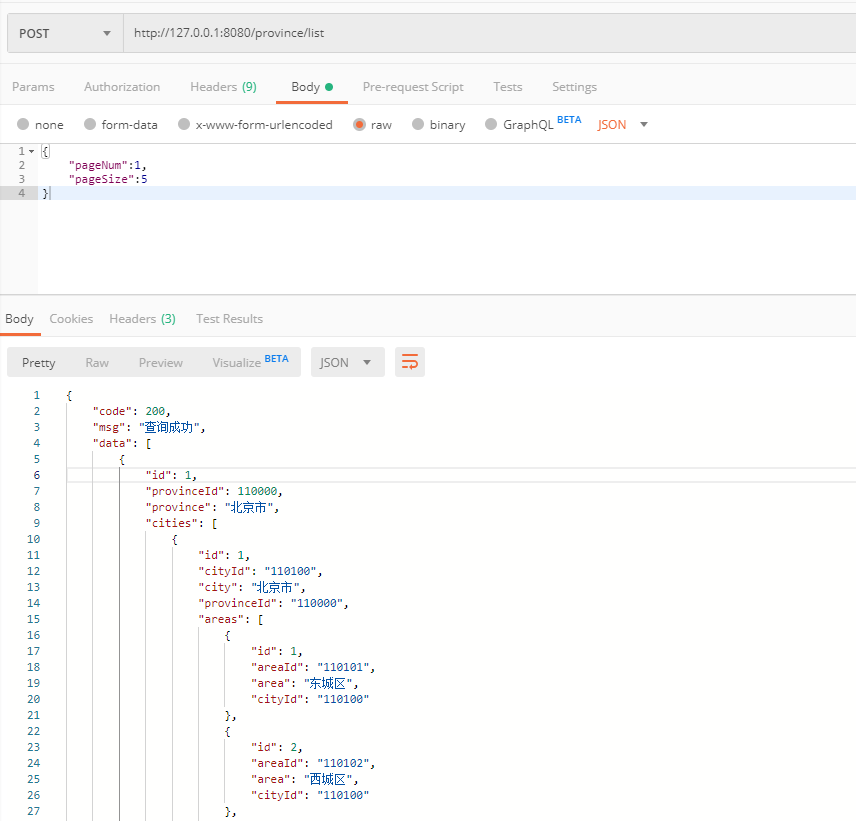 POST http://127.0.0.1:8080/province/list
Params Authorization Headers (9) Body Pre-request Script Tests Settings
none form-data x-www-form-urlencoded raw binary GraphQL BETA JSON
1 {
2 "pageNum":1,
3 "pageSize":5
4 }
Body Cookies Headers (3) Test Results
Pretty Raw Preview Visualize BETA JSON
1 {
2 "code": 200,
3 "msg": "查询成功",
4 "data": [
5 {
6 "id": 1,
7 "provinceId": 110000,
8 "province": "北京市",
9 "cities": [
10 {
11 "id": 1,
12 "cityId": "110100",
13 "city": "北京市",
14 "provinceId": "110000",
15 "areas": [
16 {
17 "id": 1,
18 "areaId": "110101",
19 "area": "东城区",
20 "cityId": "110100"
21 },
22 {
23 "id": 2,
24 "areaId": "110102",
25 "area": "西城区",
26 "cityId": "110100"
27 },